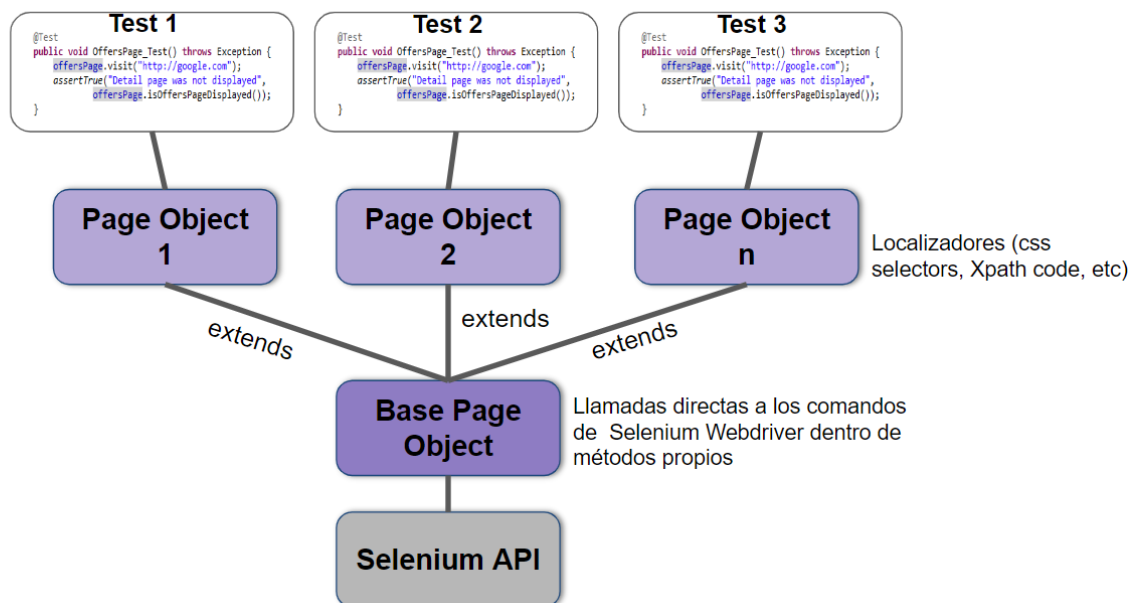 Test 1
@Test
public void OffersPage_Test() throws Exception {
offersPage.visit("http://google.com");
assertTrue("Detail page was not displayed",
offersPage.isOffersPageDisplayed());
}
Test 2
@Test
public void OffersPage_Test() throws Exception {
offersPage.visit("http://google.com");
assertTrue("Detail page was not displayed",
offersPage.isOffersPageDisplayed());
}
Test 3
@Test
public void OffersPage_Test() throws Exception {
offersPage.visit("http://google.com");
assertTrue("Detail page was not displayed",
offersPage.isOffersPageDisplayed());
}
Page Object
1
Page Object
2
Page Object
n
Localizadores (css
selectors, Xpath code, etc)
extends
extends
extends
Base Page
Object
Llamadas directas a los comandos
de Selenium Webdriver dentro de
métodos propios
Selenium API